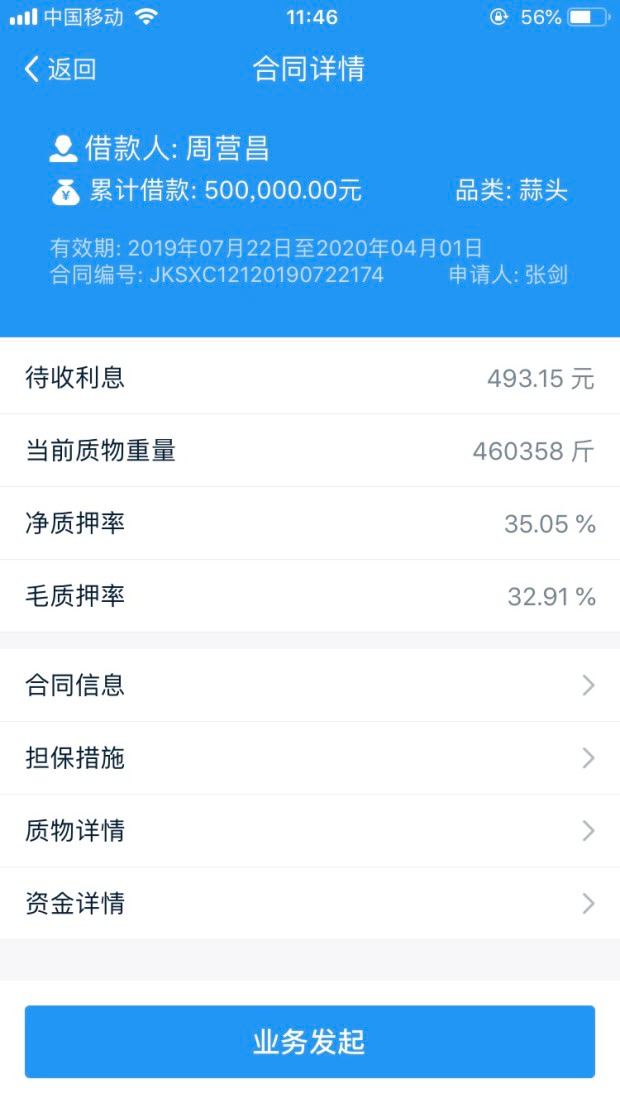 中国移动 11:46 56%
返回 合同详情
借款人: 周营昌
累计借款: 500,000.00元 品类: 蒜头
有效期: 2019年07月22日至2020年04月01日
合同编号: JKSXC12120190722174 申请人: 张剑
待收利息 493.15 元
当前质物重量 460358 斤
净质押率 35.05 %
毛质押率 32.91 %
合同信息
担保措施
质物详情
资金详情
业务发起